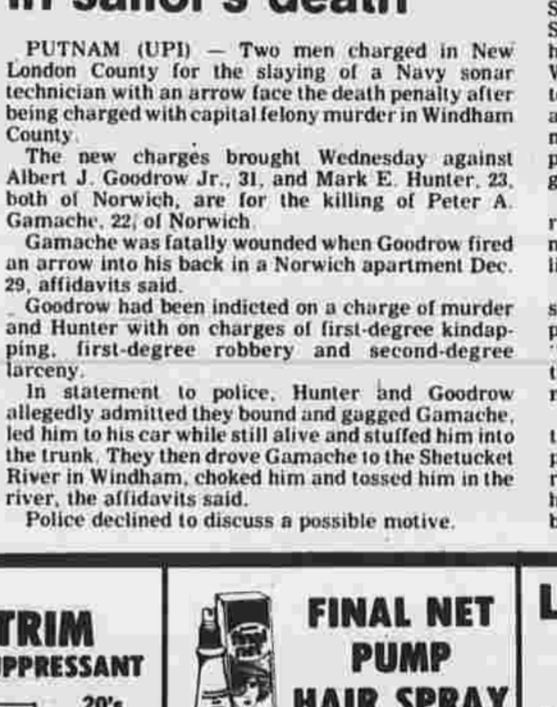 in sailor's death
PUTNAM (UPI) — Two men charged in New
London County for the slaying of a Navy sonar
technician with an arrow face the death penalty after
being charged with capital felony murder in Windham
County.
The new charges brought Wednesday against
Albert J. Goodrow Jr., 31, and Mark E. Hunter, 23,
both of Norwich, are for the killing of Peter A.
Gamache, 22, of Norwich.
Gamache was fatally wounded when Goodrow fired
an arrow into his back in a Norwich apartment Dec.
29, affidavits said.
Goodrow had been indicted on a charge of murder
and Hunter with on charges of first-degree kindap-
ping, first-degree robbery and second-degree
larceny.
In statement to police, Hunter and Goodrow
allegedly admitted they bound and gagged Gamache,
led him to his car while still alive and stuffed him into
the trunk. They then drove Gamache to the Shetucket
River in Windham, choked him and tossed him in the
river, the affidavits said.
Police declined to discuss a possible motive.
TRIM
PPRESSANT
20's
final
net
FINAL NET
PUMP
HAIR SPRAY